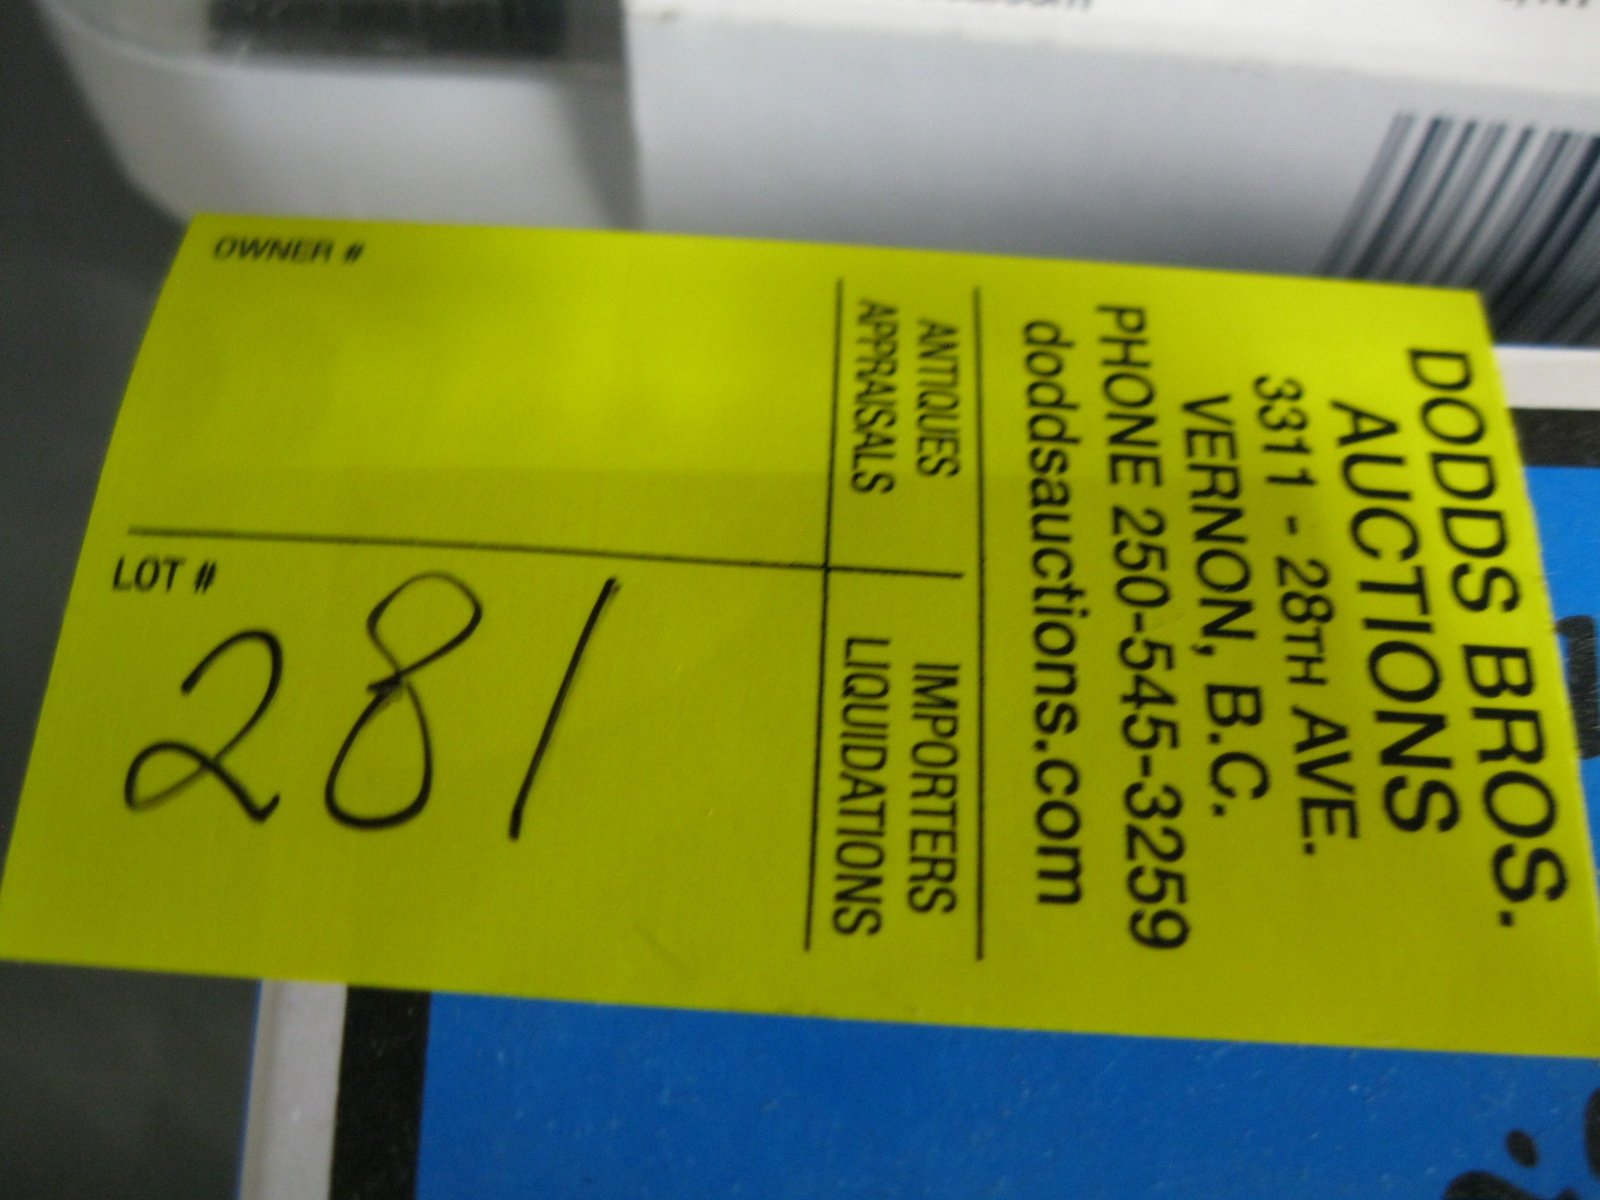 OWNER #
LOT #
281
DODDS BROS.
AUCTIONS
3311 - 28TH AVE.
VERNON, B.C.
PHONE 250-545-3259
doddsauctions.com
ANTIQUES
APPRAISALS
IMPORTERS
LIQUIDATIONS